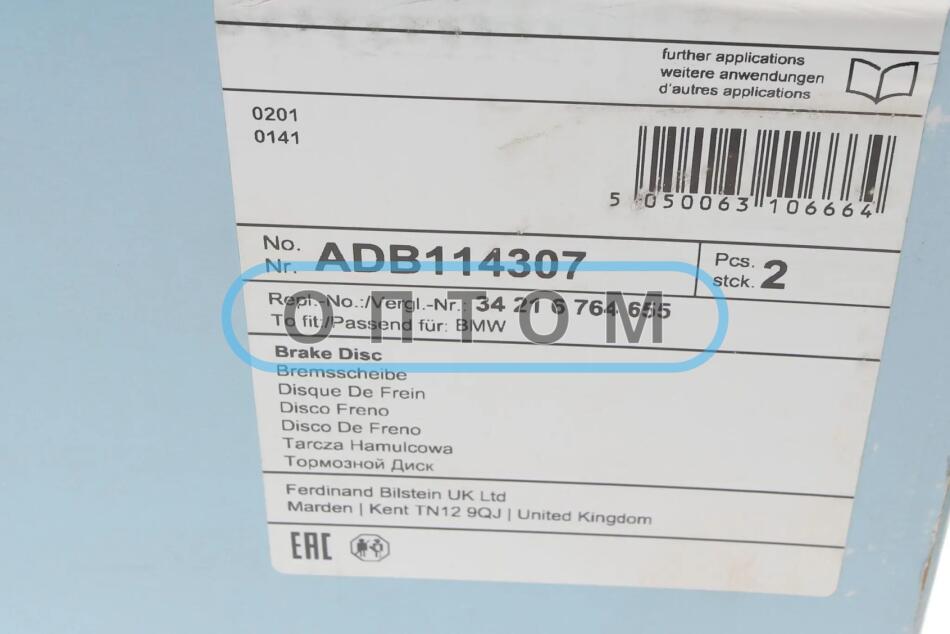 further applications
weitere anwendungen
d'autres applications
0201
0141
5 050063 106664
No.
Nr. ADB114307
Pcs.
stck. 2
Repl.-No.:/Vergl.-Nr.: 34 21 6 764 655
To fit:/Passend für: BMW
ОПТОМ
Brake Disc
Bremsscheibe
Disque De Frein
Disco Freno
Disco De Freno
Tarcza Hamulcowa
Тормозной Диск
Ferdinand Bilstein UK Ltd
Marden | Kent TN12 9QJ | United Kingdom
EAC